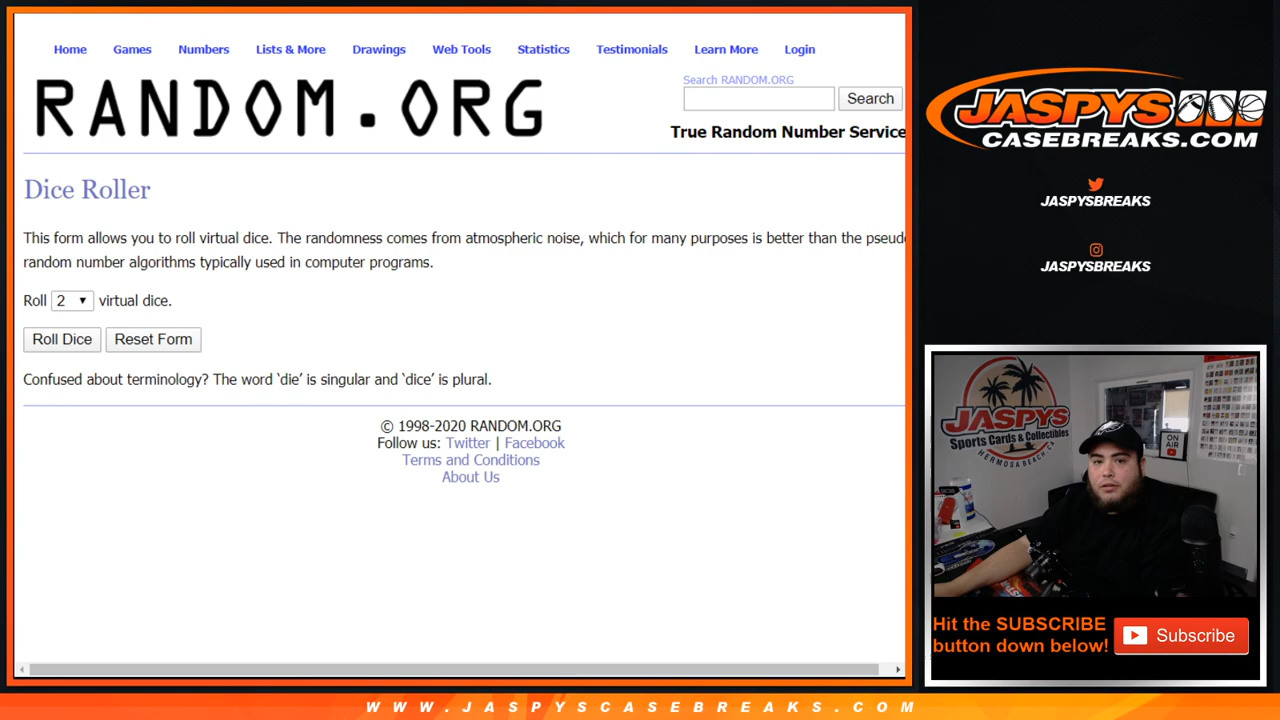 Home Games Numbers Lists & More Drawings Web Tools Statistics Testimonials Learn More Login
RANDOM.ORG
Search RANDOM.ORG
Search
True Random Number Service
Dice Roller
This form allows you to roll virtual dice. The randomness comes from atmospheric noise, which for many purposes is better than the pseudo
random number algorithms typically used in computer programs.
Roll 2 virtual dice.
Roll Dice Reset Form
Confused about terminology? The word ‘die’ is singular and ‘dice’ is plural.
© 1998-2020 RANDOM.ORG
Follow us: Twitter | Facebook
Terms and Conditions
About Us
JASPYS
CASEBREAKS.COM
JASPYSBREAKS
JASPYSBREAKS
JASPYS
Sports Cards & Collectibles
HERMOSA BEACH, CA
ON
AIR
Hit the SUBSCRIBE
button down below!
Subscribe
WWW.JASPYSCASEBREAKS.COM